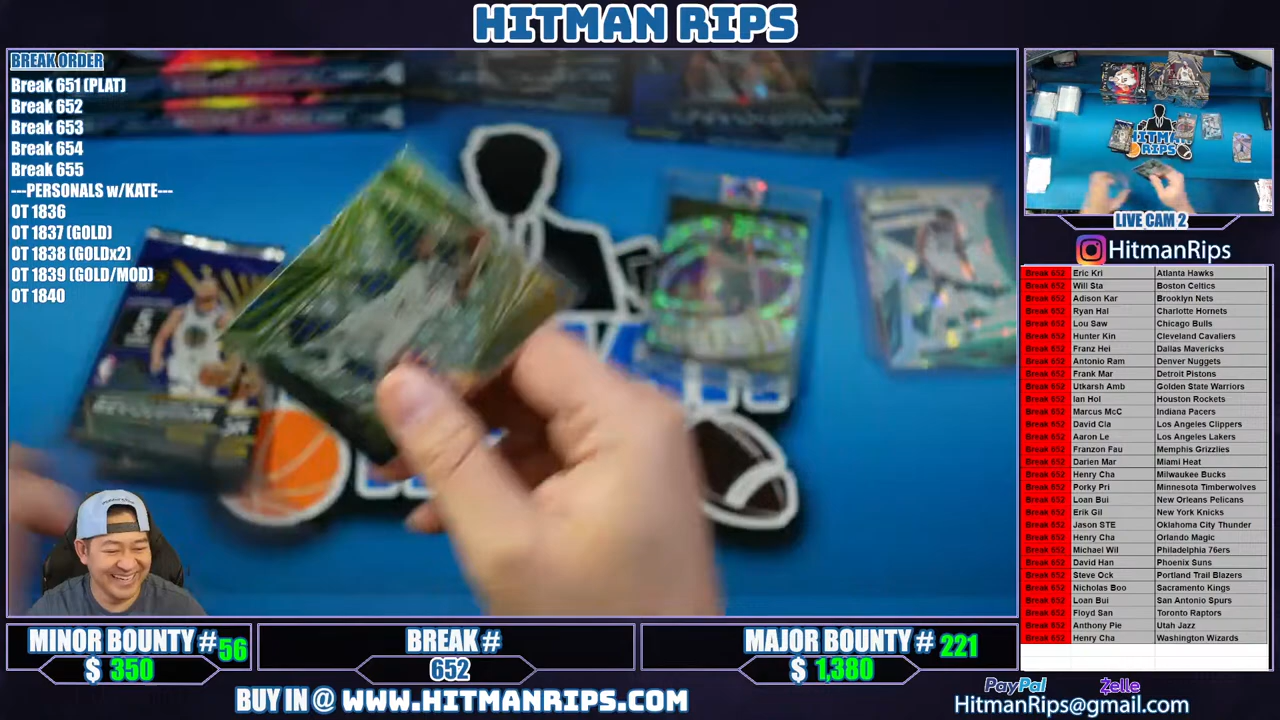 HITMAN RIPS
BREAK ORDER
Break 651 (PLAT)
Break 652
Break 653
Break 654
Break 655
---PERSONALS w/KATE---
OT 1836
OT 1837 (GOLD)
OT 1838 (GOLDx2)
OT 1839 (GOLD/MOD)
OT 1840
HITMAN
RIPS
LIVE CAM 2
HitmanRips
Break 652 Eric Kri Atlanta Hawks
Break 652 Will Sta Boston Celtics
Break 652 Adison Kar Brooklyn Nets
Break 652 Ryan Hal Charlotte Hornets
Break 652 Lou Saw Chicago Bulls
Break 652 Hunter Kin Cleveland Cavaliers
Break 652 Franz Hei Dallas Mavericks
Break 652 Antonio Ram Denver Nuggets
Break 652 Frank Mar Detroit Pistons
Break 652 Utkarsh Amb Golden State Warriors
Break 652 Ian Hol Houston Rockets
Break 652 Marcus McC Indiana Pacers
Break 652 David Cla Los Angeles Clippers
Break 652 Aaron Le Los Angeles Lakers
Break 652 Franzon Fau Memphis Grizzlies
Break 652 Darien Mar Miami Heat
Break 652 Henry Cha Milwaukee Bucks
Break 652 Porky Pri Minnesota Timberwolves
Break 652 Loan Bui New Orleans Pelicans
Break 652 Erik Gil New York Knicks
Break 652 Jason STE Oklahoma City Thunder
Break 652 Henry Cha Orlando Magic
Break 652 Michael Wil Philadelphia 76ers
Break 652 David Han Phoenix Suns
Break 652 Steve Ock Portland Trail Blazers
Break 652 Nicholas Boo Sacramento Kings
Break 652 Loan Bui San Antonio Spurs
Break 652 Floyd San Toronto Raptors
Break 652 Anthony Pie Utah Jazz
Break 652 Henry Cha Washington Wizards
MINOR BOUNTY # 56
$ 350
BREAK #
652
MAJOR BOUNTY # 221
$ 1,380
BUY IN @ WWW.HITMANRIPS.COM
PayPal Zelle
HitmanRips@gmail.com